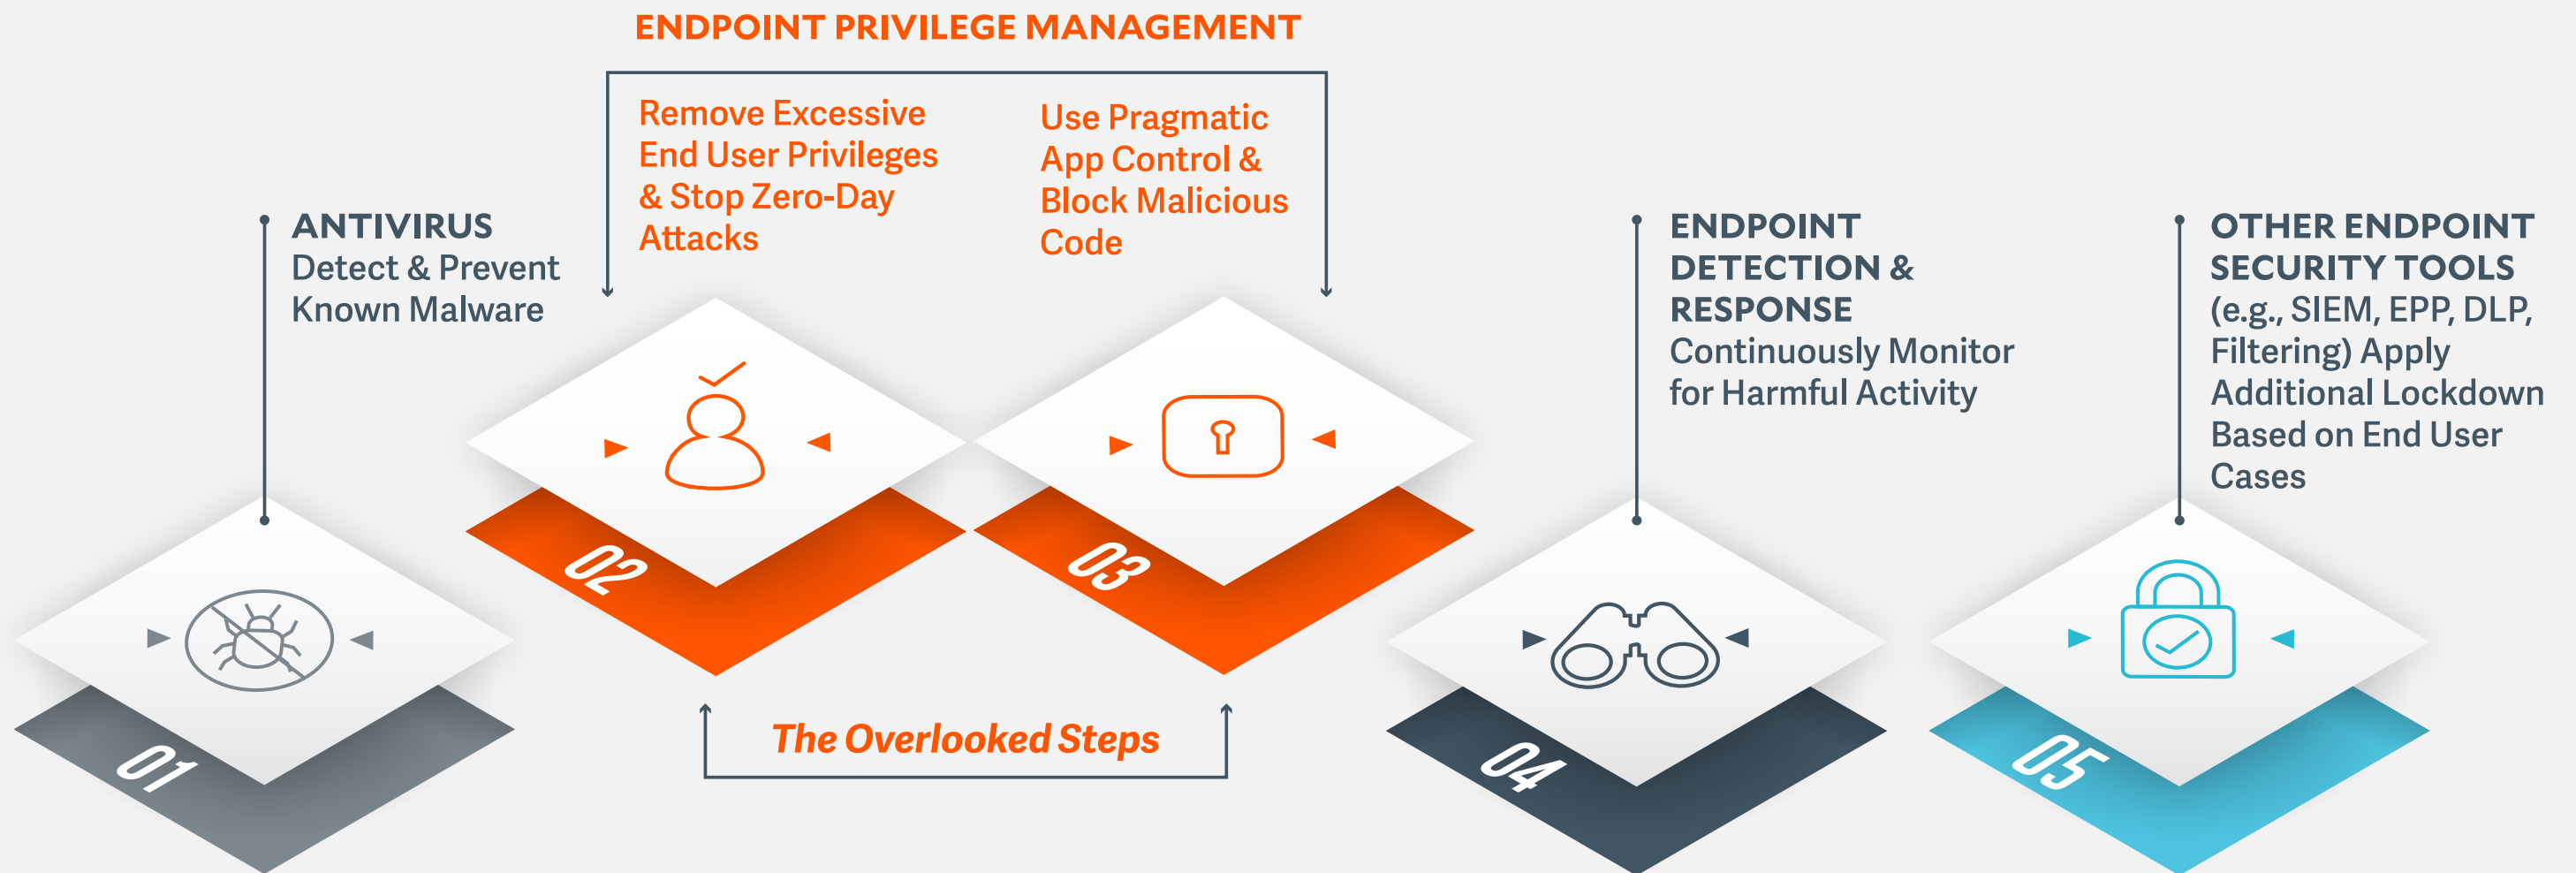 ENDPOINT PRIVILEGE MANAGEMENT
Remove Excessive
End User Privileges
& Stop Zero-Day
Attacks
Use Pragmatic
App Control &
Block Malicious
Code
ANTIVIRUS
Detect & Prevent
Known Malware
ENDPOINT
DETECTION &
RESPONSE
Continuously Monitor
for Harmful Activity
OTHER ENDPOINT
SECURITY TOOLS
(e.g., SIEM, EPP, DLP,
Filtering) Apply
Additional Lockdown
Based on End User
Cases
01
02
03
04
05
The Overlooked Steps